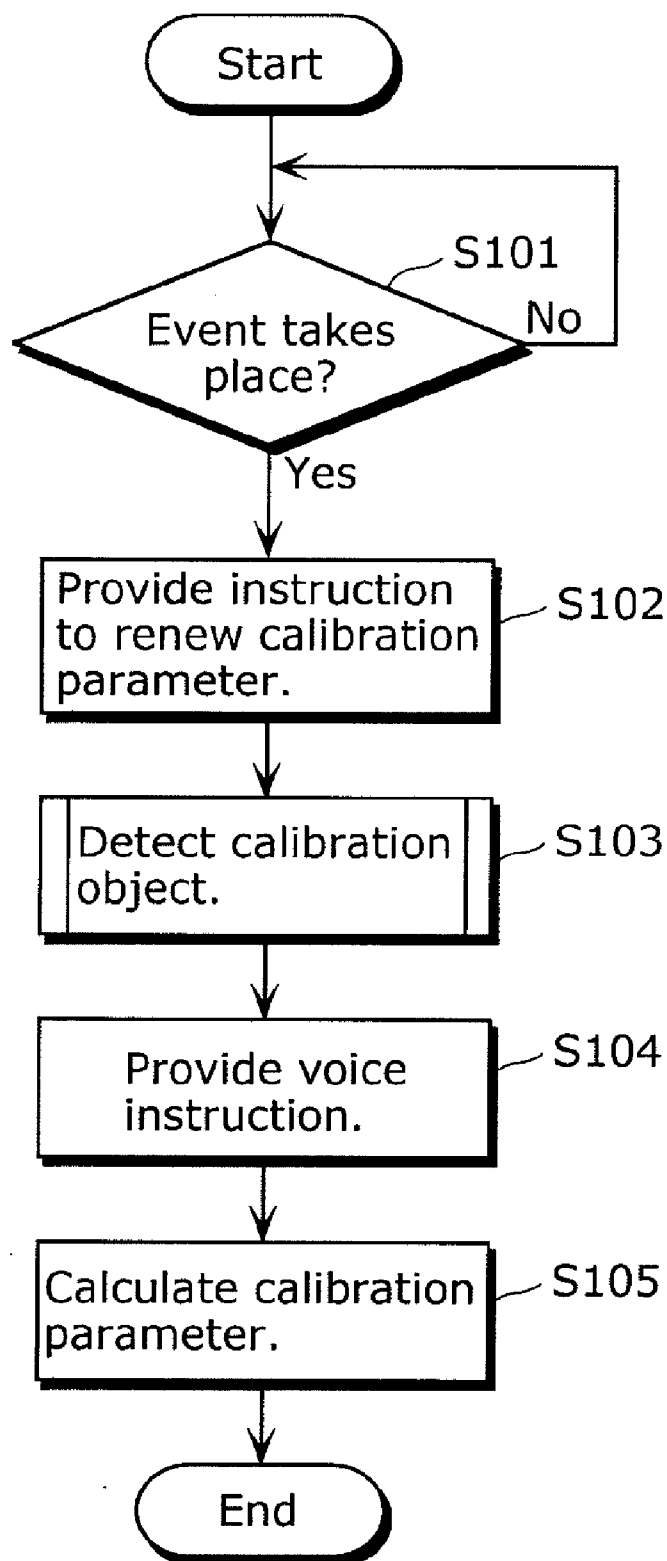 Start
S101
Event takes
place?
No
Yes
Provide instruction
to renew calibration
parameter.
S102
Detect calibration
object.
S103
Provide voice
instruction.
S104
Calculate calibration
parameter.
S105
End